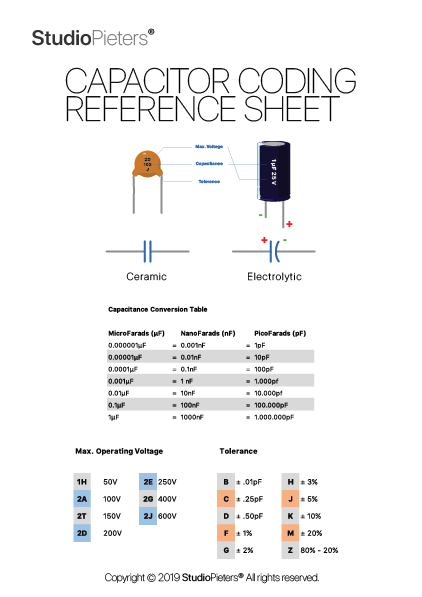 StudioPieters®
CAPACITOR CODING
REFERENCE SHEET
Max. Voltage
2D
103
J
Capacitance
Tolerance
1µF 25V
- +
+ -
Ceramic Electrolytic
Capacitance Conversion Table
MicroFarads (µF) NanoFarads (nF) PicoFarads (pF)
0.000001µF = 0.001nF = 1pF
0.00001µF = 0.01nF = 10pF
0.0001µF = 0.1nF = 100pF
0.001µF = 1 nF = 1.000pf
0.01µF = 10nF = 10.000pf
0.1µF = 100nF = 100.000pF
1µF = 1000nF = 1.000.000pF
Max. Operating Voltage Tolerance
1H 50V 2E 250V B ± .01pF H ± 3%
2A 100V 2G 400V C ± .25pF J ± 5%
2T 150V 2J 600V D ± .50pF K ± 10%
2D 200V F ± 1% M ± 20%
G ± 2% Z 80% - 20%
Copyright © 2019 StudioPieters® All rights reserved.